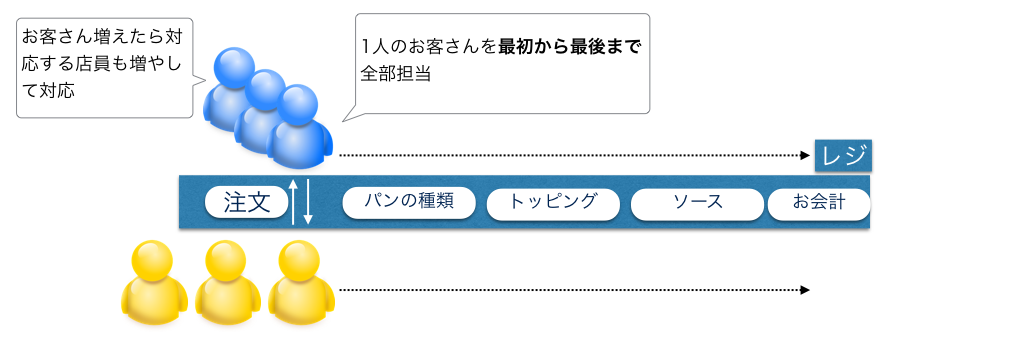 お客さん増えたら対
応する店員も増やし
て対応
1人のお客さんを最初から最後まで
全部担当
レジ
注文
パンの種類
トッピング
ソース
お会計